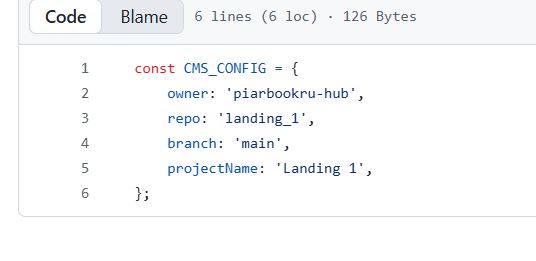 Code Blame 6 lines (6 loc) · 126 Bytes
1 const CMS_CONFIG = {
2 owner: 'piarbookru-hub',
3 repo: 'landing_1',
4 branch: 'main',
5 projectName: 'Landing 1',
6 };